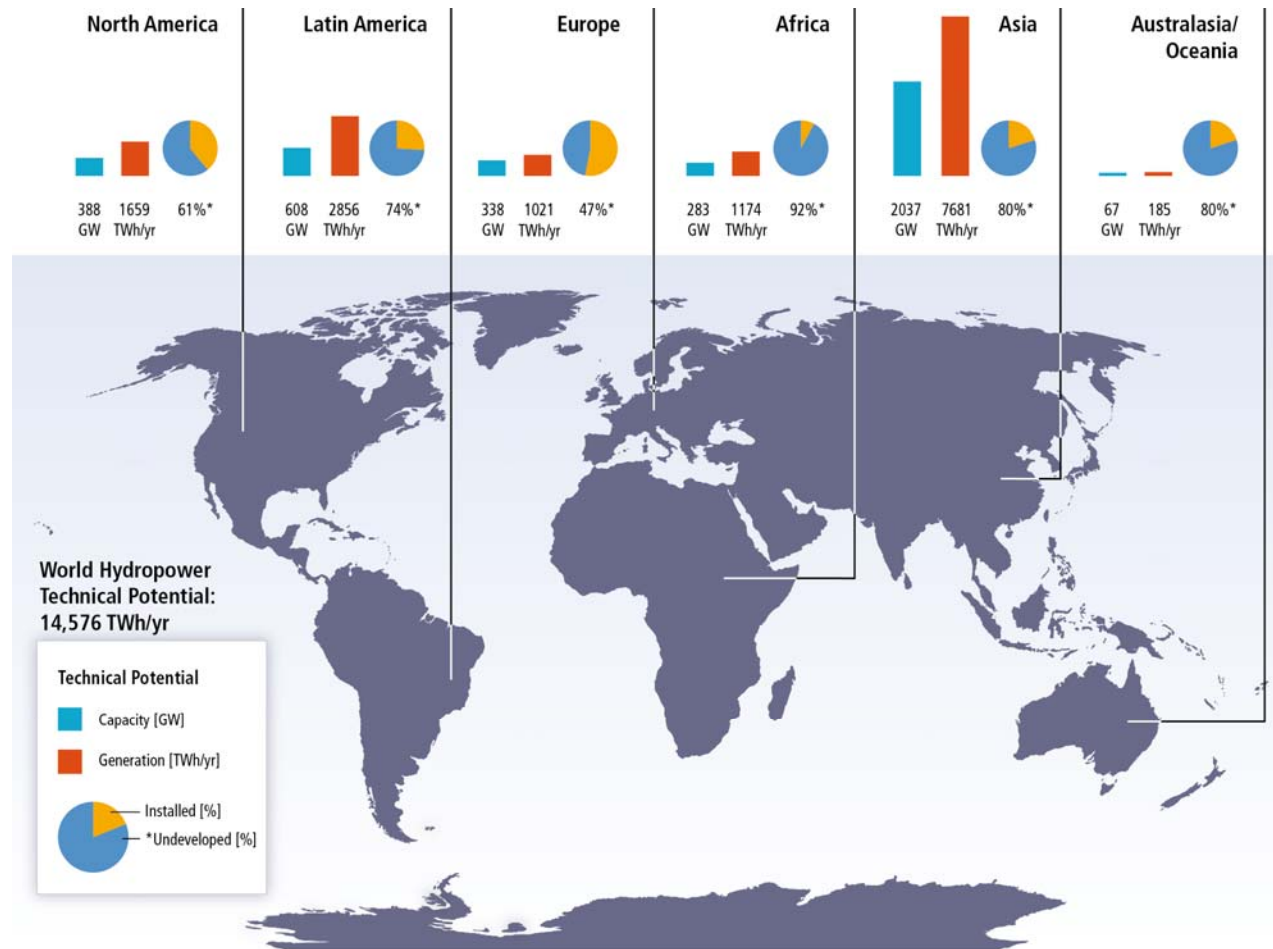 North America
388
GW
1659
TWh/yr
61%*
Latin America
608
GW
2856
TWh/yr
74%*
Europe
338
GW
1021
TWh/yr
47%*
Africa
283
GW
1174
TWh/yr
92%*
Asia
2037
GW
7681
TWh/yr
80%*
Australasia/
Oceania
67
GW
185
TWh/yr
80%*
World Hydropower
Technical Potential:
14,576 TWh/yr
Technical Potential
Capacity [GW]
Generation [TWh/yr]
Installed [%]
*Undeveloped [%]